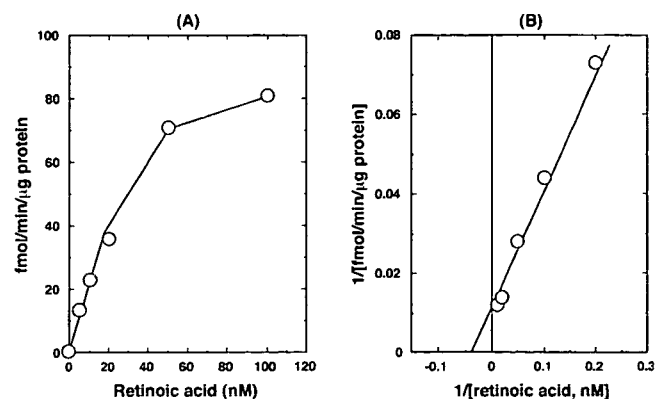 (A)
100
80
60
40
20
0
0 20 40 60 80 100 120
Retinoic acid (nM)
fmol/min/µg protein
(B)
0.08
0.06
0.04
0.02
0
-0.1 0 0.1 0.2 0.3
1/[retinoic acid, nM]
1/[fmol/min/µg protein]